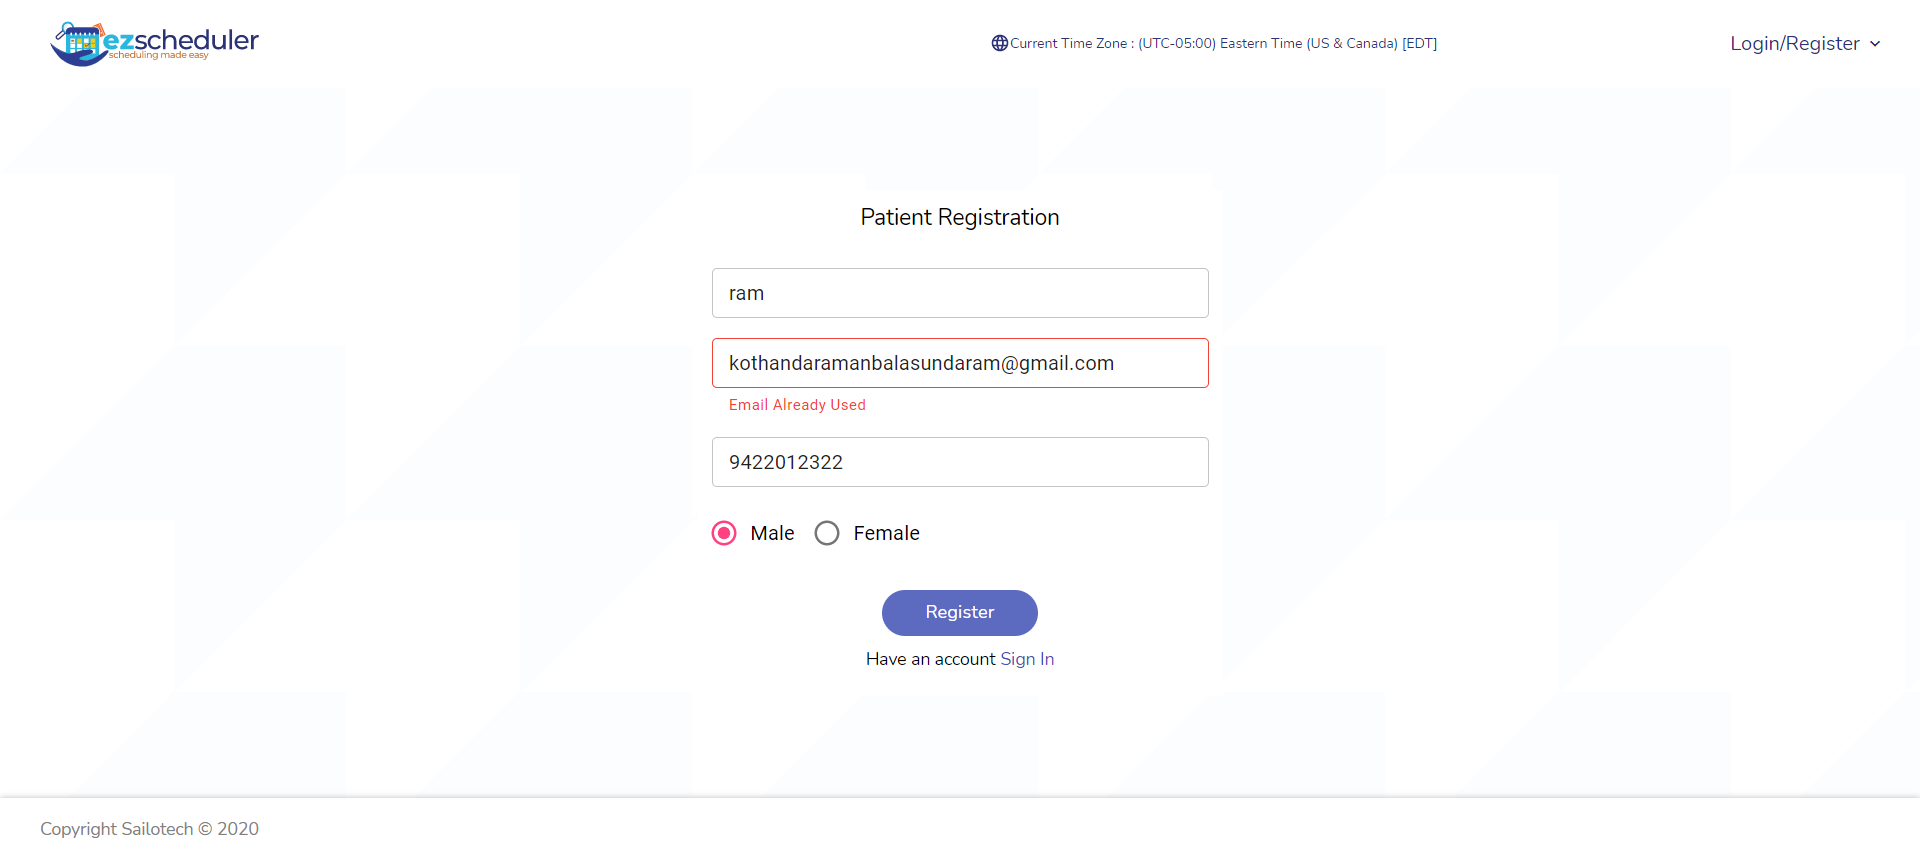 ezscheduler
scheduling made easy
Current Time Zone : (UTC-05:00) Eastern Time (US & Canada) [EDT]
Login/Register
Patient Registration
ram
kothandaramanbalasundaram@gmail.com
Email Already Used
9422012322
Male Female
Register
Have an account Sign In
Copyright Sailotech © 2020